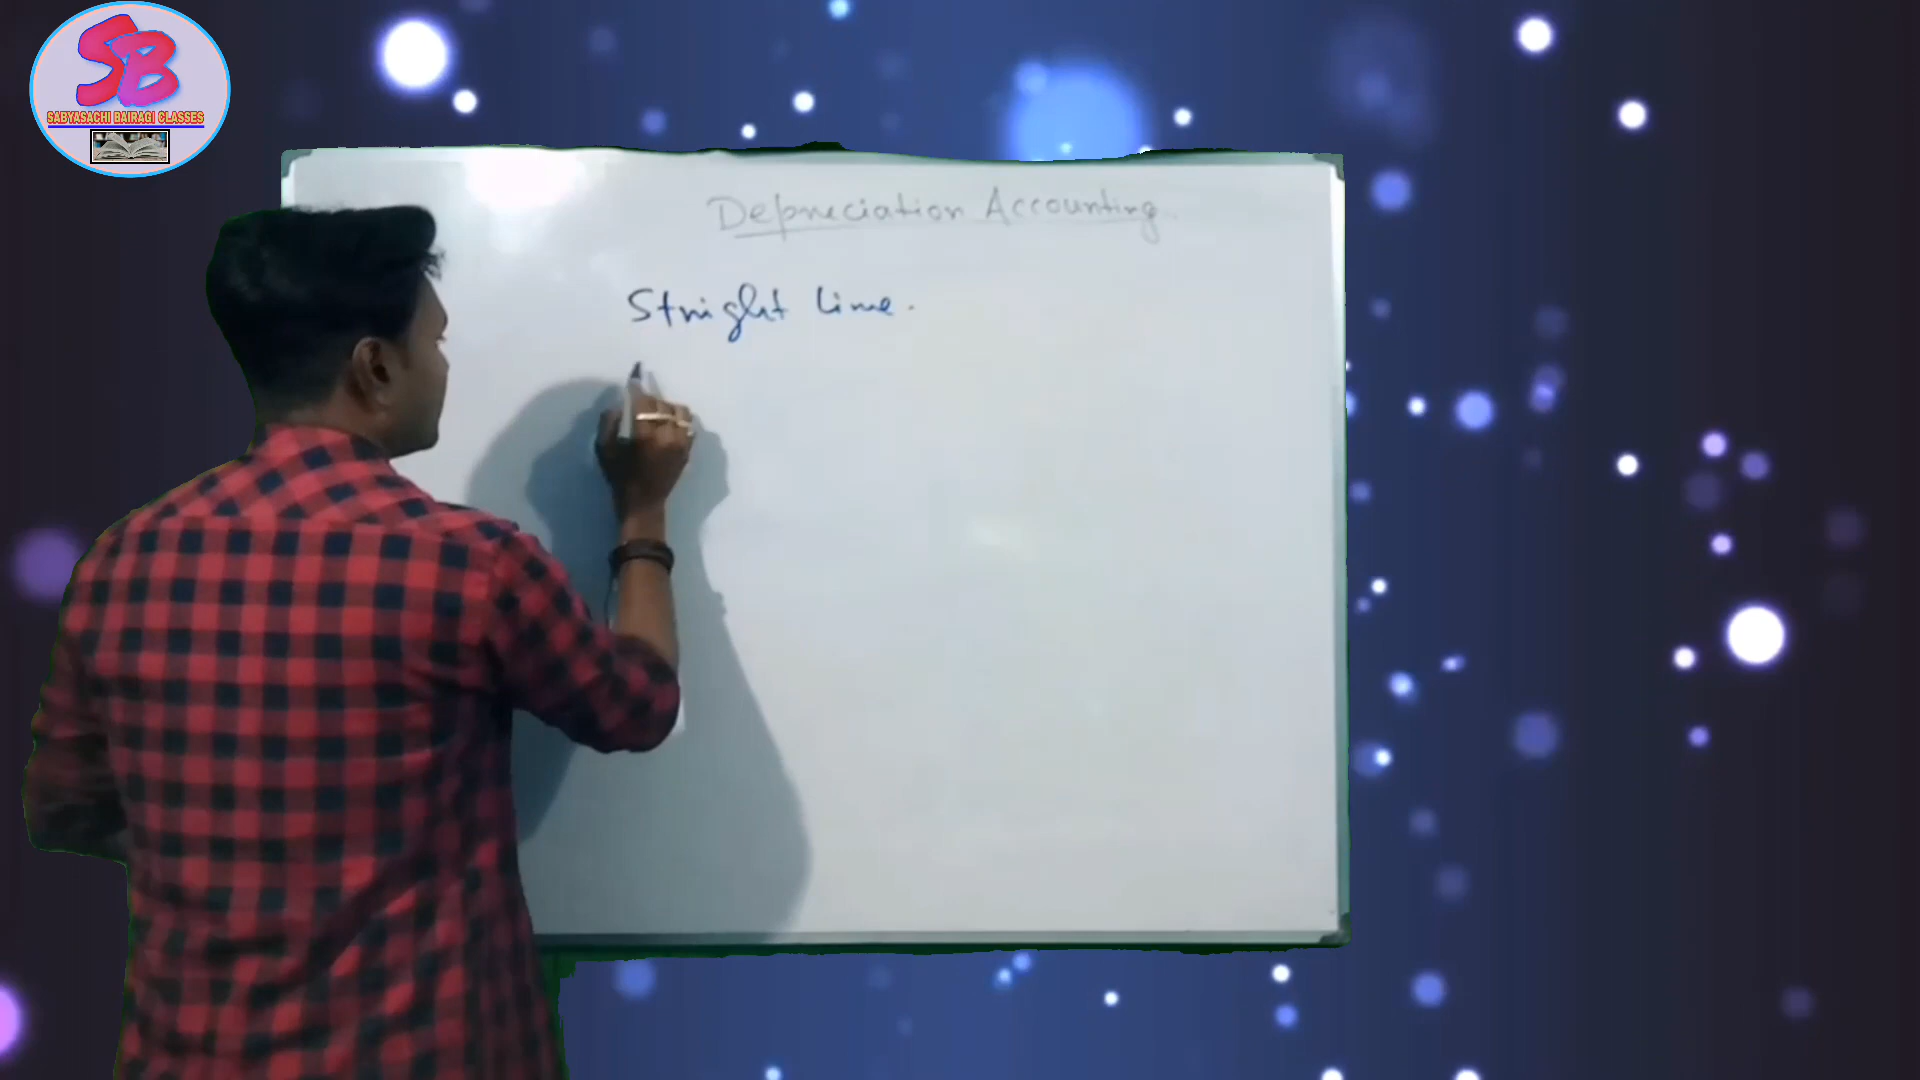 SB
SABYASACHI BAIRAGI CLASSES
Depreciation Accounting.
Stright line.